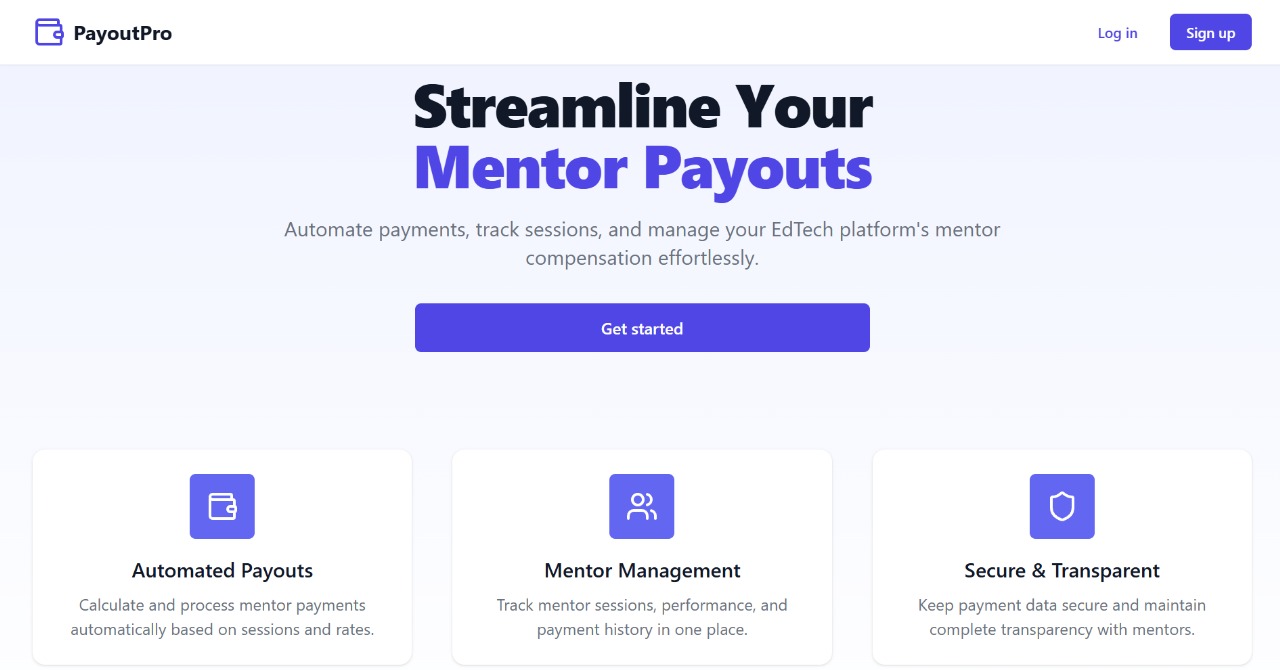 PayoutPro
Log in
Sign up
Streamline Your
Mentor Payouts
Automate payments, track sessions, and manage your EdTech platform's mentor
compensation effortlessly.
Get started
Automated Payouts
Calculate and process mentor payments
automatically based on sessions and rates.
Mentor Management
Track mentor sessions, performance, and
payment history in one place.
Secure & Transparent
Keep payment data secure and maintain
complete transparency with mentors.